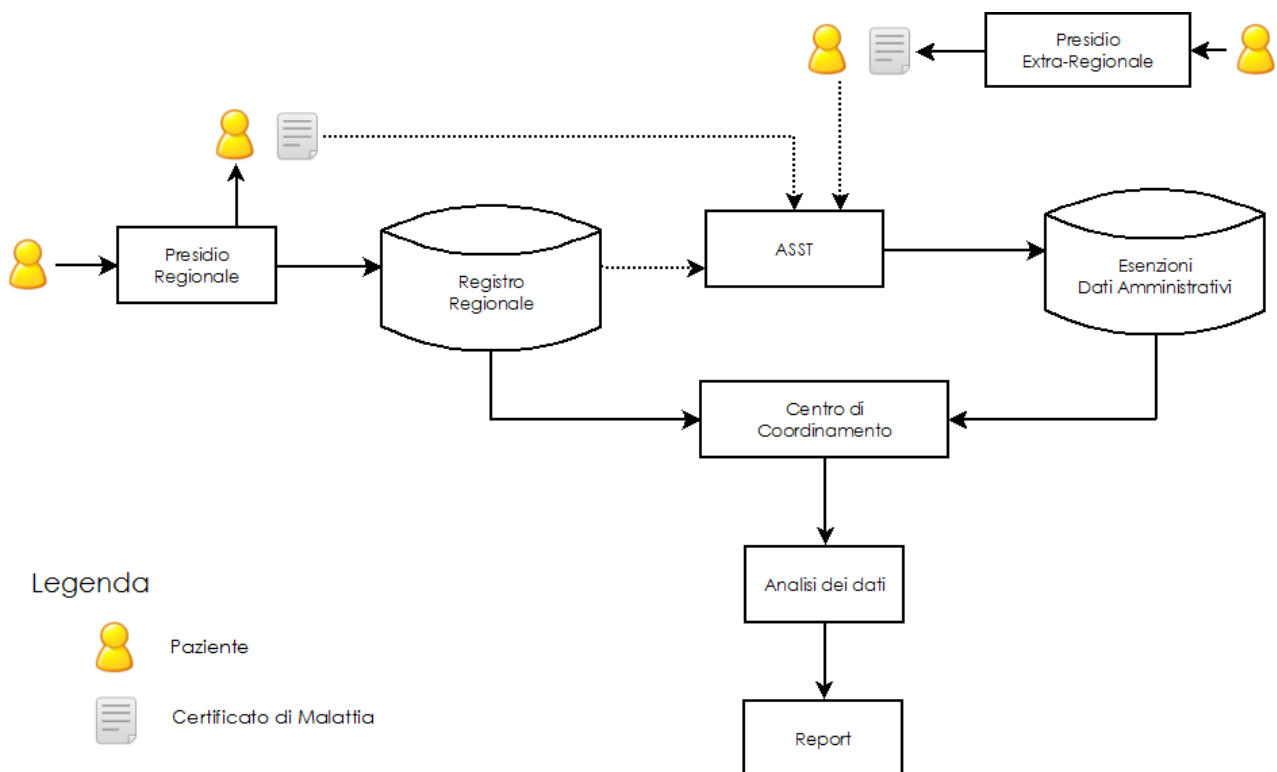 Presidio
Extra-Regionale
Presidio
Regionale
Registro
Regionale
ASST
Esenzioni
Dati Amministrativi
Centro di
Coordinamento
Analisi dei dati
Report
Legenda
Paziente
Certificato di Malattia